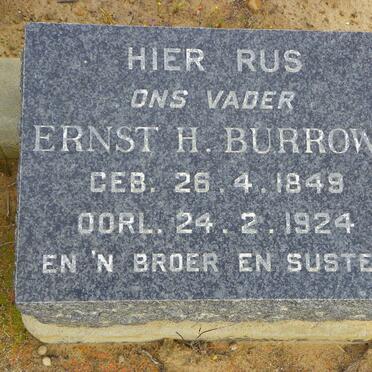 HIER RUS
ONS VADER
ERNST H. BURROW
GEB. 26.4.1849
OORL. 24.2.1924
EN 'N BROER EN SUSTE